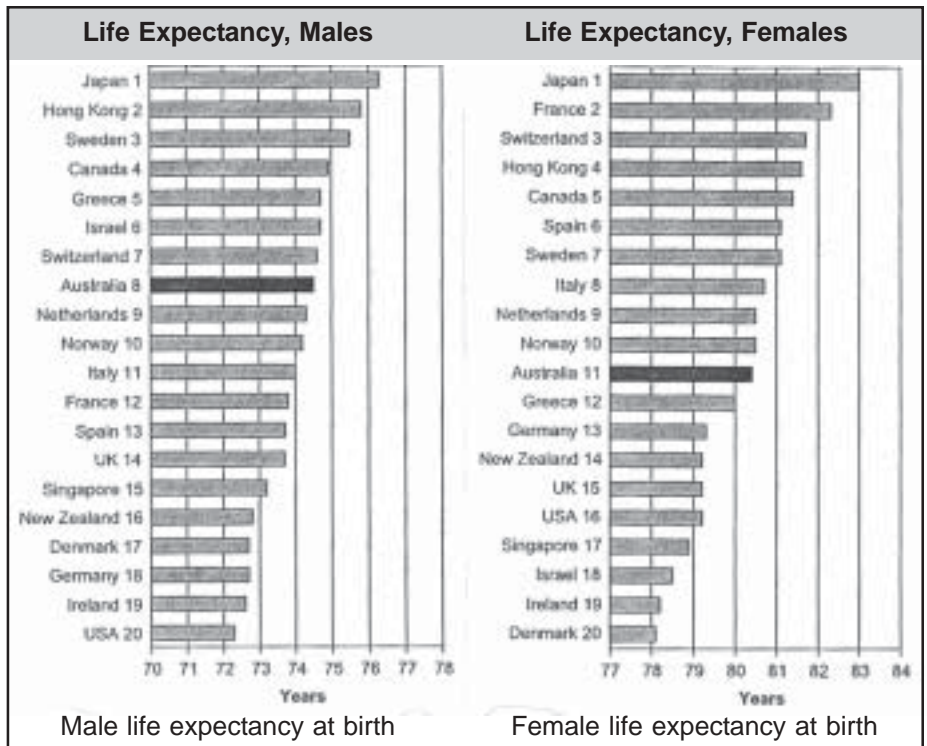 Life Expectancy, Males
Japan 1
Hong Kong 2
Sweden 3
Canada 4
Greece 5
Israel 6
Switzerland 7
Australia 8
Netherlands 9
Norway 10
Italy 11
France 12
Spain 13
UK 14
Singapore 15
New Zealand 16
Denmark 17
Germany 18
Ireland 19
USA 20
70 71 72 73 74 75 76 77 78
Years
Male life expectancy at birth
Life Expectancy, Females
Japan 1
France 2
Switzerland 3
Hong Kong 4
Canada 5
Spain 6
Sweden 7
Italy 8
Netherlands 9
Norway 10
Australia 11
Greece 12
Germany 13
New Zealand 14
UK 15
USA 16
Singapore 17
Israel 18
Ireland 19
Denmark 20
77 78 79 80 81 82 83 84
Years
Female life expectancy at birth